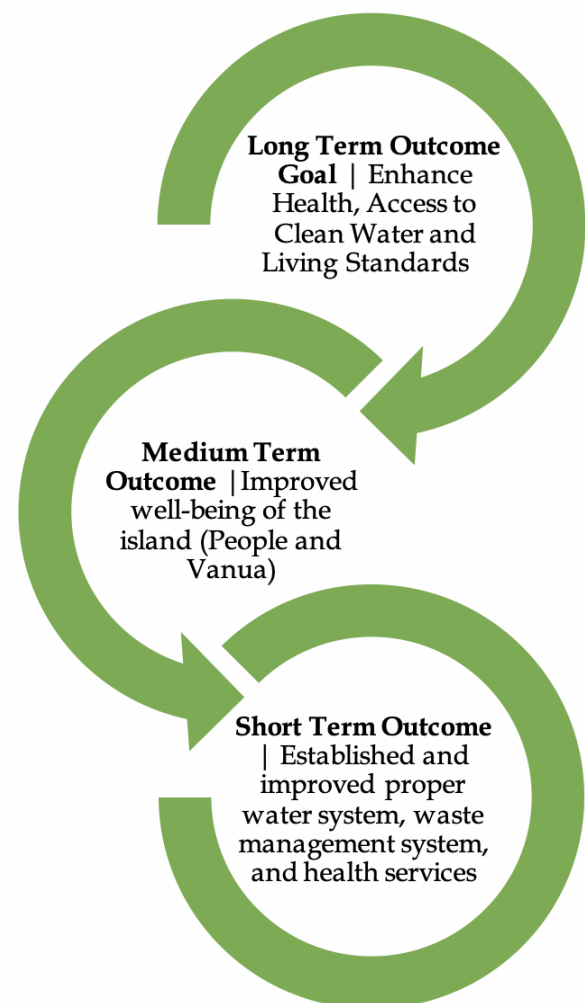 Long Term Outcome
Goal | Enhance
Health, Access to
Clean Water and
Living Standards
Medium Term
Outcome |Improved
well-being of the
island (People and
Vanua)
Short Term Outcome
| Established and
improved proper
water system, waste
management system,
and health services